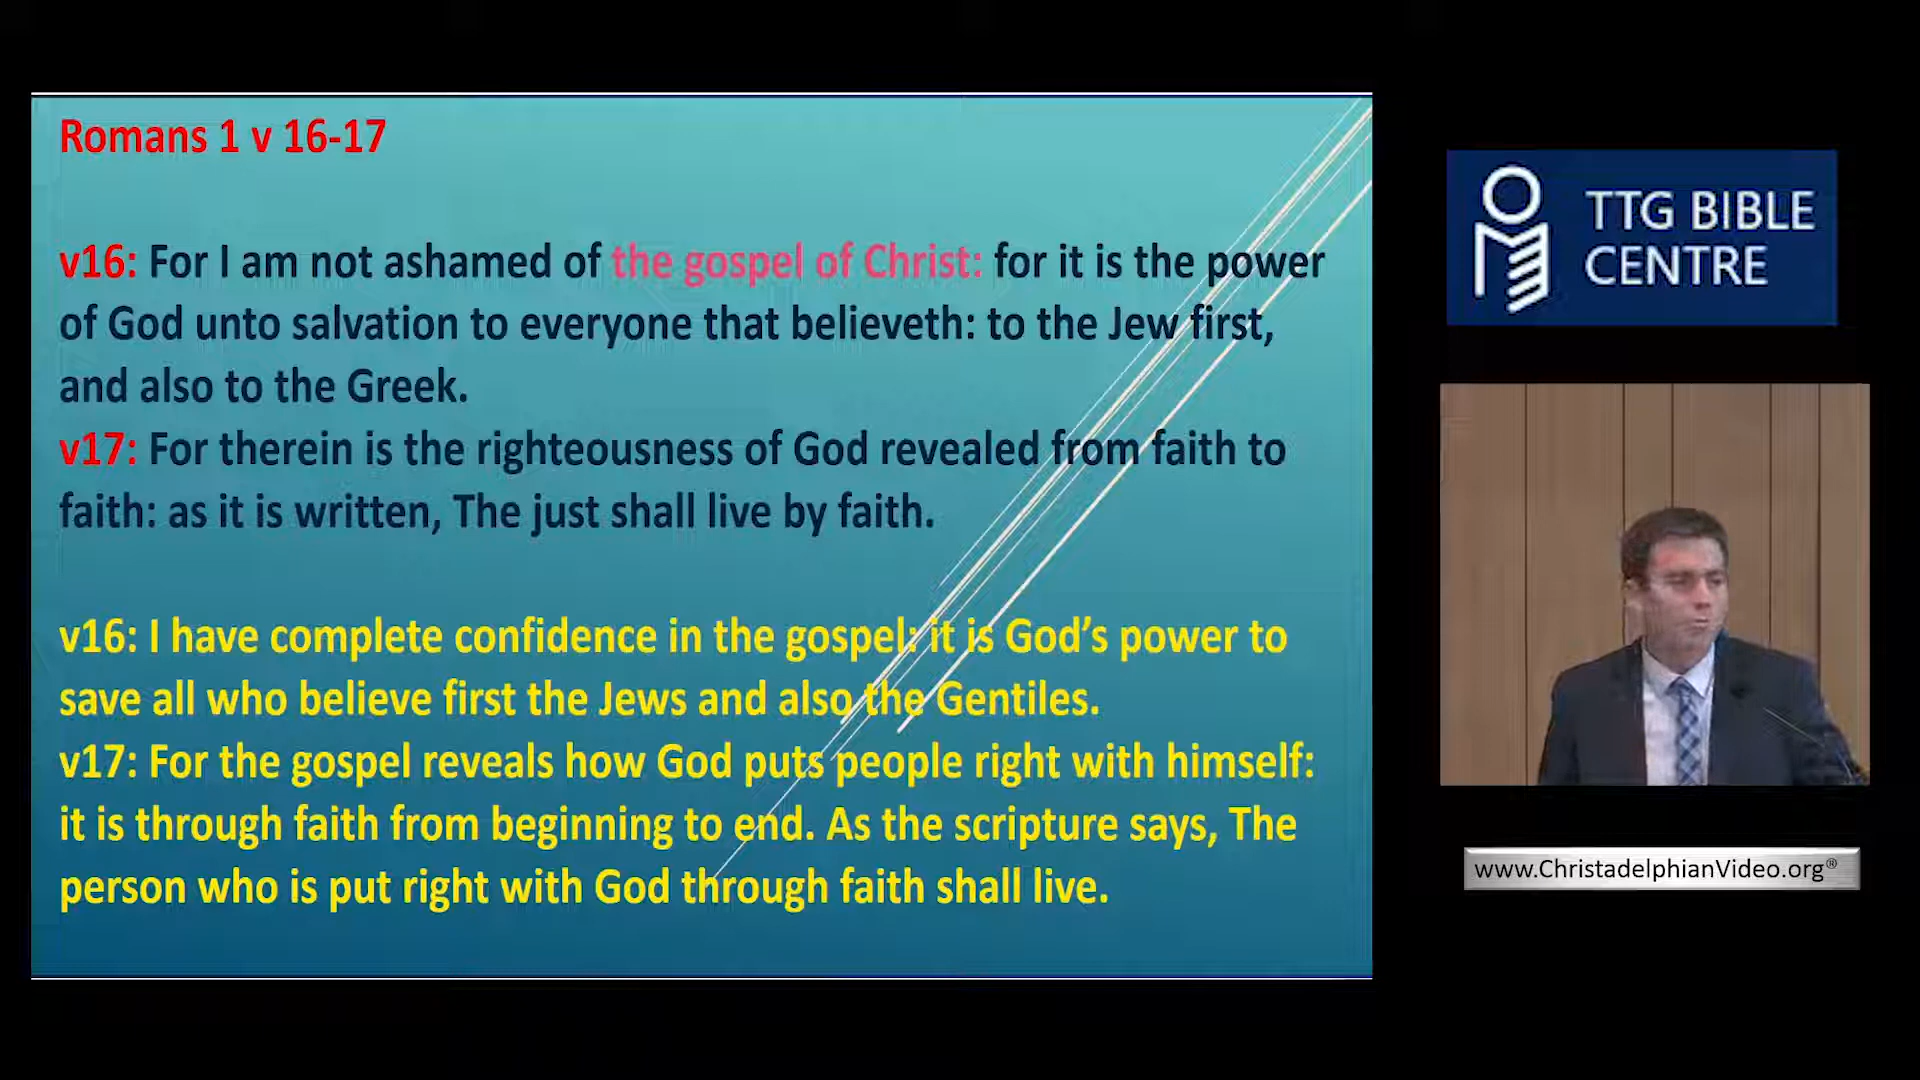 Romans 1 v 16-17
v16: For I am not ashamed of the gospel of Christ: for it is the power
of God unto salvation to everyone that believeth: to the Jew first,
and also to the Greek.
v17: For therein is the righteousness of God revealed from faith to
faith: as it is written, The just shall live by faith.
v16: I have complete confidence in the gospel: it is God’s power to
save all who believe first the Jews and also the Gentiles.
v17: For the gospel reveals how God puts people right with himself:
it is through faith from beginning to end. As the scripture says, The
person who is put right with God through faith shall live.
TTG BIBLE
CENTRE
www.ChristadelphianVideo.org®